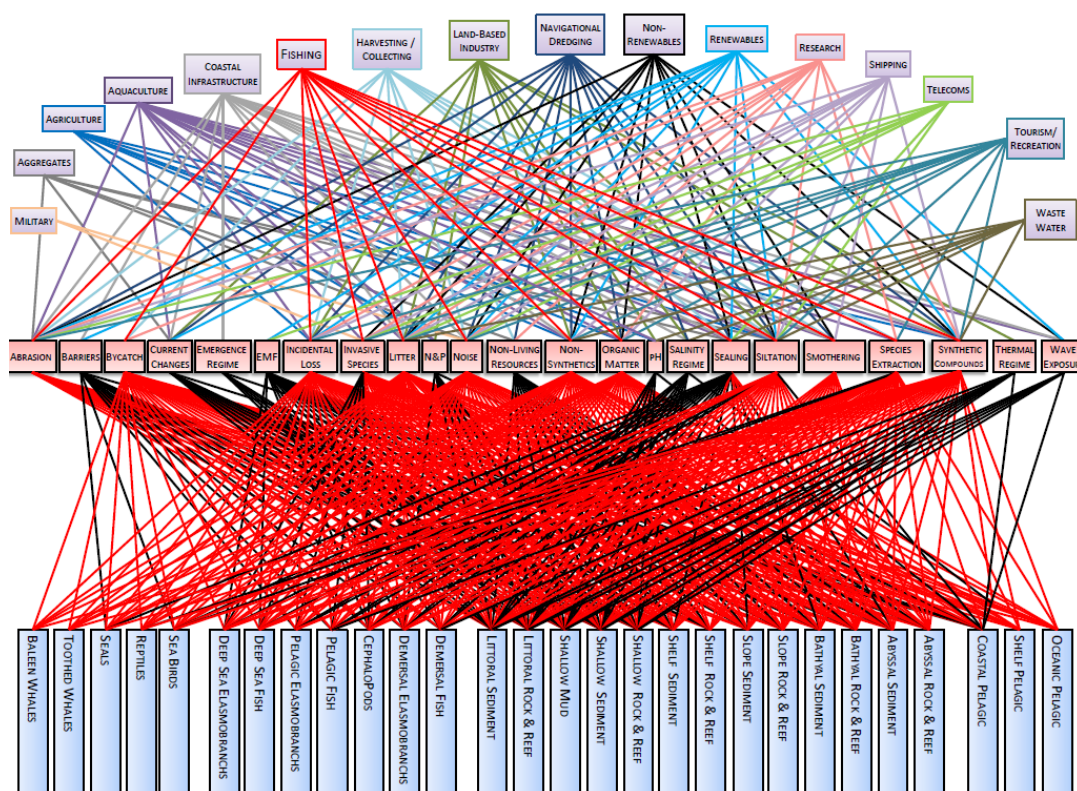 NAVIGATIONAL
DREDGING
NON-
RENEWABLES
LAND-BASED
INDUSTRY
RENEWABLES
HARVESTING /
COLLECTING
RESEARCH
FISHING
SHIPPING
COASTAL
INFRASTRUCTURE
AQUACULTURE
TELECOMS
AGRICULTURE
TOURISM/
RECREATION
AGGREGATES
MILITARY
WASTE
WATER
ABRASION
BARRIERS
BYCATCH
CURRENT
CHANGES
EMERGENCE
REGIME
EMF
INCIDENTAL
LOSS
INVASIVE
SPECIES
LITTER
N&P
NOISE
NON-LIVING
RESOURCES
NON-
SYNTHETICS
ORGANIC
MATTER
PH
SALINITY
REGIME
SEALING
SILTATION
SMOTHERING
SPECIES
EXTRACTION
SYNTHETIC
COMPOUNDS
THERMAL
REGIME
WAVE
EXPOSURE
BALEEN WHALES
TOOTHED WHALES
SEALS
REPTILES
SEA BIRDS
DEEP SEA ELASMOBRANCHS
DEEP SEA FISH
PELAGIC ELASMOBRANCHS
PELAGIC FISH
CEPHALOPODS
DEMERSAL ELASMOBRANCHS
DEMERSAL FISH
LITTORAL SEDIMENT
LITTORAL ROCK & REEF
SHALLOW MUD
SHALLOW SEDIMENT
SHALLOW ROCK & REEF
SHELF SEDIMENT
SHELF ROCK & REEF
SLOPE SEDIMENT
SLOPE ROCK & REEF
BATHYAL SEDIMENT
BATHYAL ROCK & REEF
ABYSSAL SEDIMENT
ABYSSAL ROCK & REEF
COASTAL PELAGIC
SHELF PELAGIC
OCEANIC PELAGIC